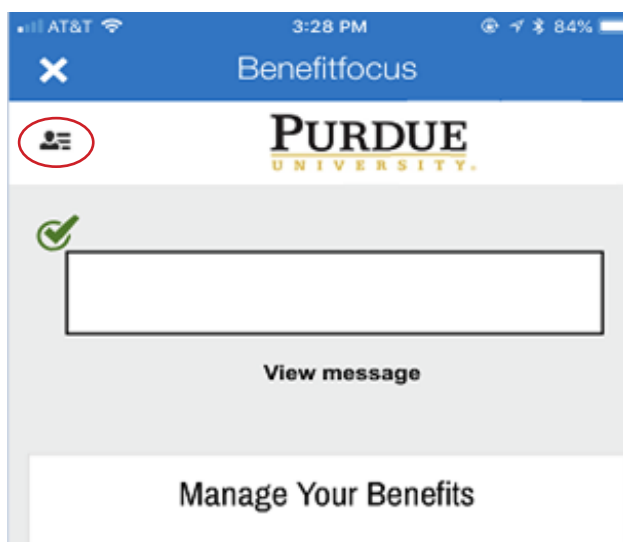 AT&T 3:28 PM 84%
Benefitfocus
PURDUE
UNIVERSITY.
View message
Manage Your Benefits